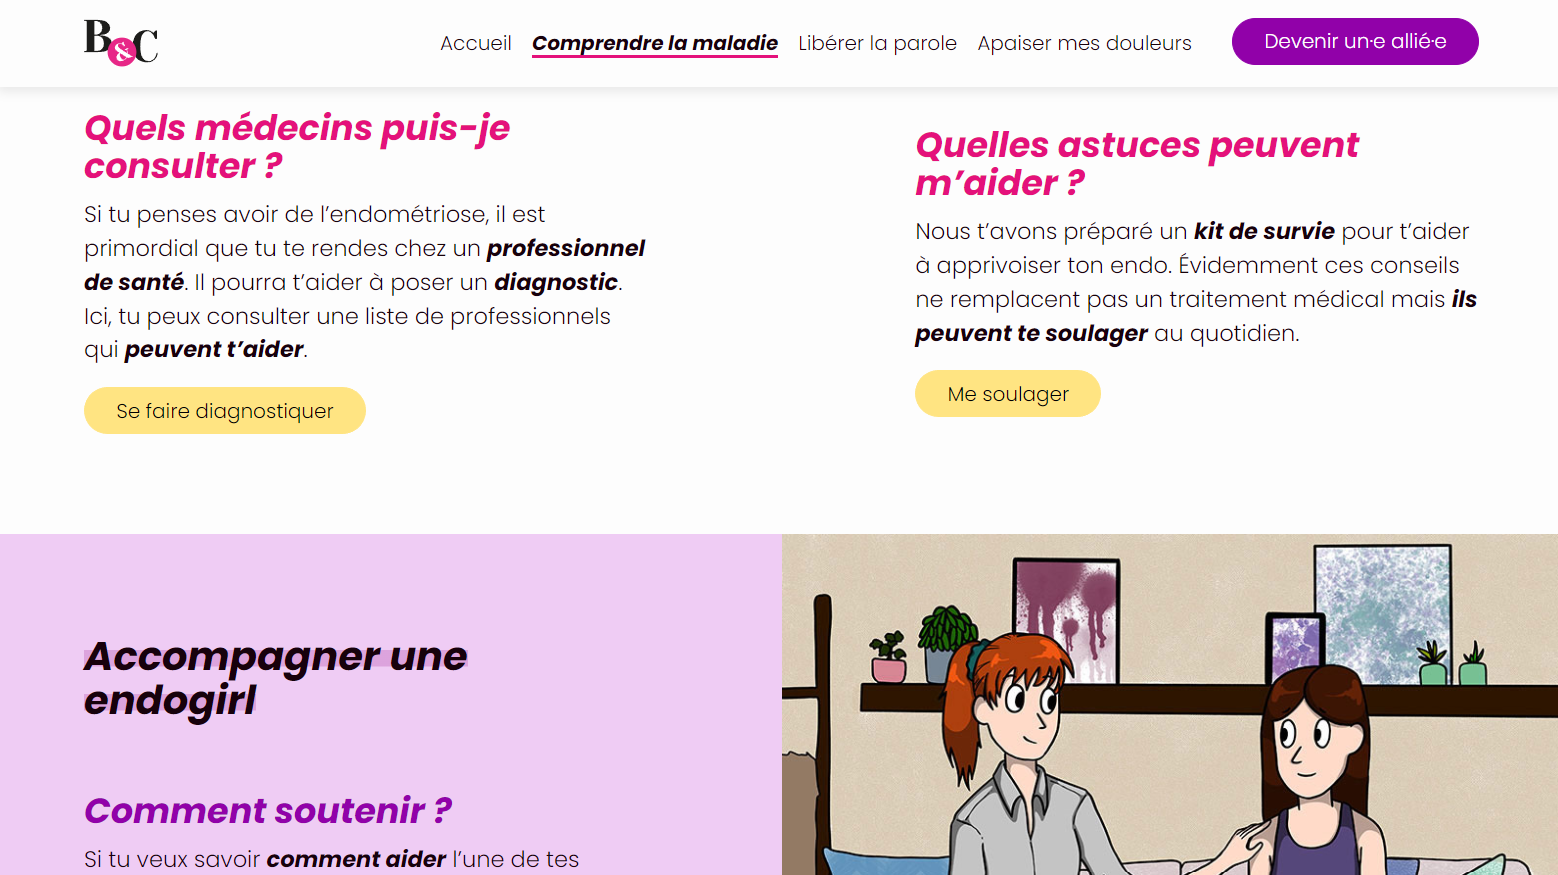 B&C
Accueil
Comprendre la maladie
Libérer la parole
Apaiser mes douleurs
Devenir un·e allié·e
Quels médecins puis-je
consulter ?
Si tu penses avoir de l’endométriose, il est
primordial que tu te rendes chez un professionnel
de santé. Il pourra t’aider à poser un diagnostic.
Ici, tu peux consulter une liste de professionnels
qui peuvent t’aider.
Se faire diagnostiquer
Quelles astuces peuvent
m’aider ?
Nous t’avons préparé un kit de survie pour t’aider
à apprivoiser ton endo. Évidemment ces conseils
ne remplacent pas un traitement médical mais ils
peuvent te soulager au quotidien.
Me soulager
Accompagner une
endogirl
Comment soutenir ?
Si tu veux savoir comment aider l’une de tes